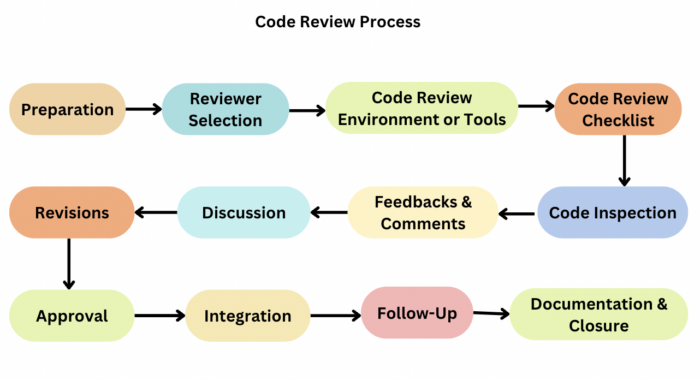 Code Review Process
Preparation
Reviewer
Selection
Code Review
Environment or Tools
Code Review
Checklist
Code Inspection
Feedbacks &
Comments
Discussion
Revisions
Approval
Integration
Follow-Up
Documentation &
Closure